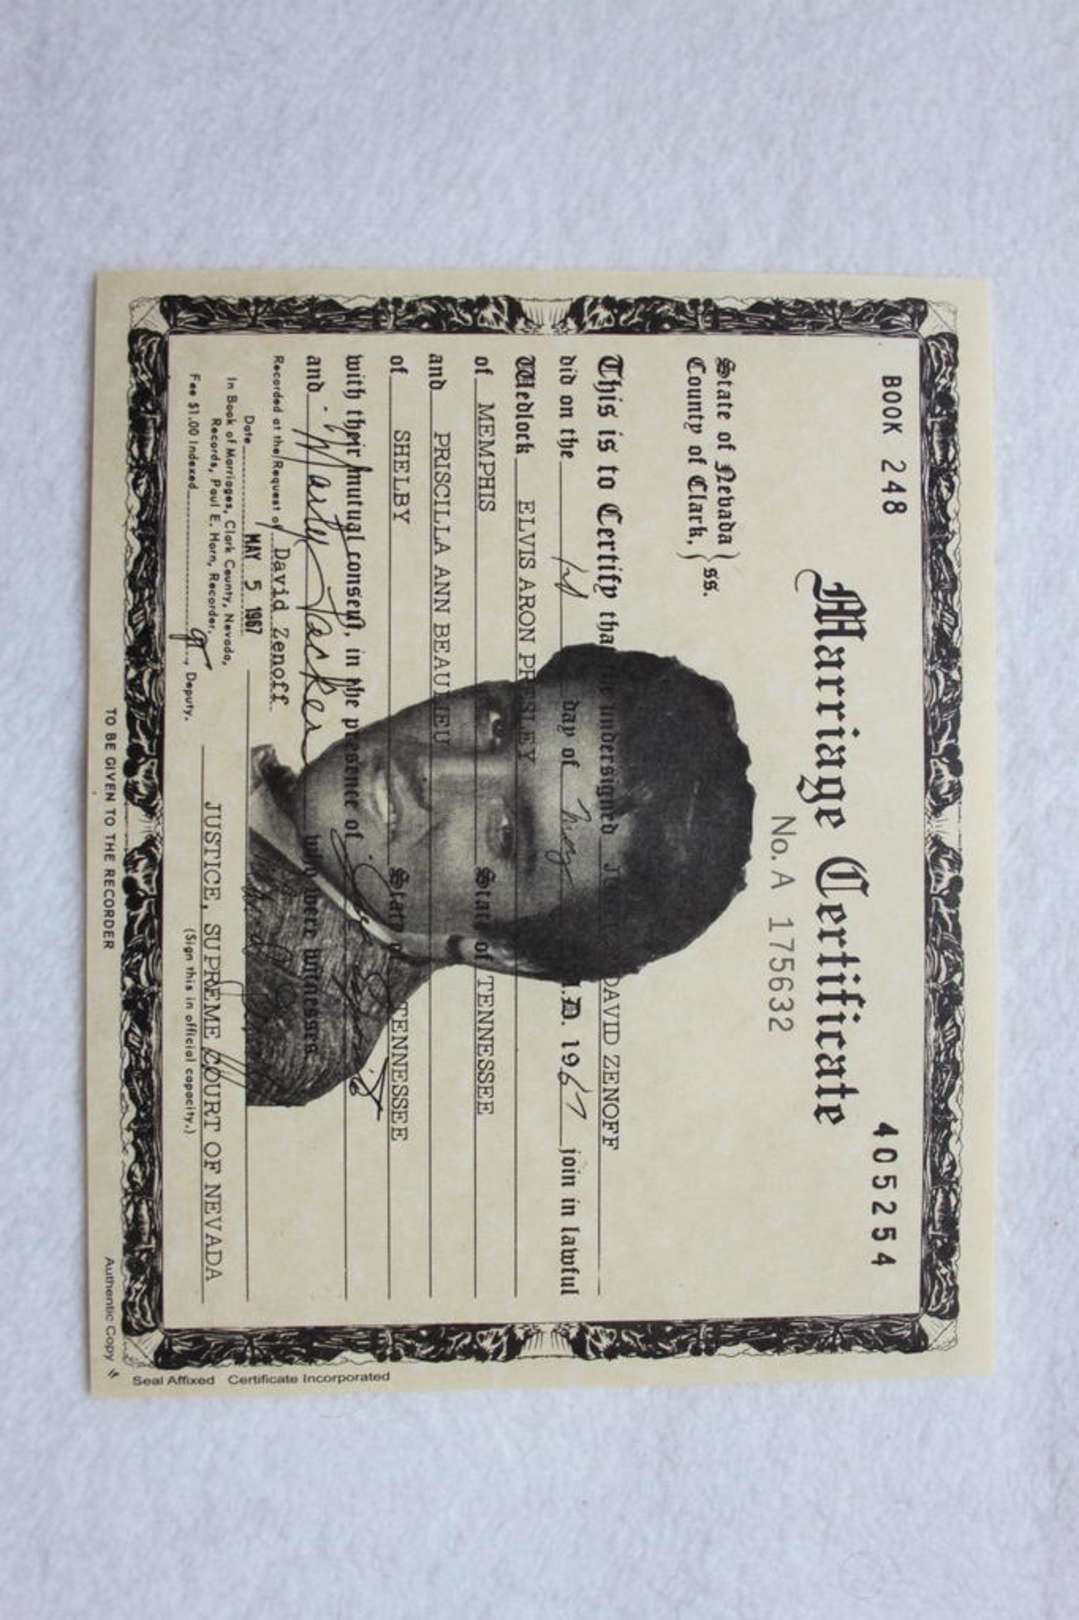 BOOK 248
405254
Marriage Certificate
No. A 175632
State of Nevada
County of Clark, } ss.
This is to Certify that the undersigned DAVID ZENOFF
did on the 1st day of May A.D. 1967 join in lawful
Wedlock ELVIS ARON PRESLEY
of MEMPHIS State of TENNESSEE
and PRISCILLA ANN BEAULIEU
of SHELBY State of TENNESSEE
with their mutual consent, in the presence of
and Marty Lacker who were witnesses.
Recorded at the Request of David Zenoff
Date MAY 5 1967
In Book of Marriages, Clark County, Nevada,
Records, Paul E. Horn, Recorder,
Fee $1.00 Indexed , Deputy.
JUSTICE, SUPREME COURT OF NEVADA
(Sign this in official capacity.)
TO BE GIVEN TO THE RECORDER
Authentic Copy
Seal Affixed Certificate Incorporated